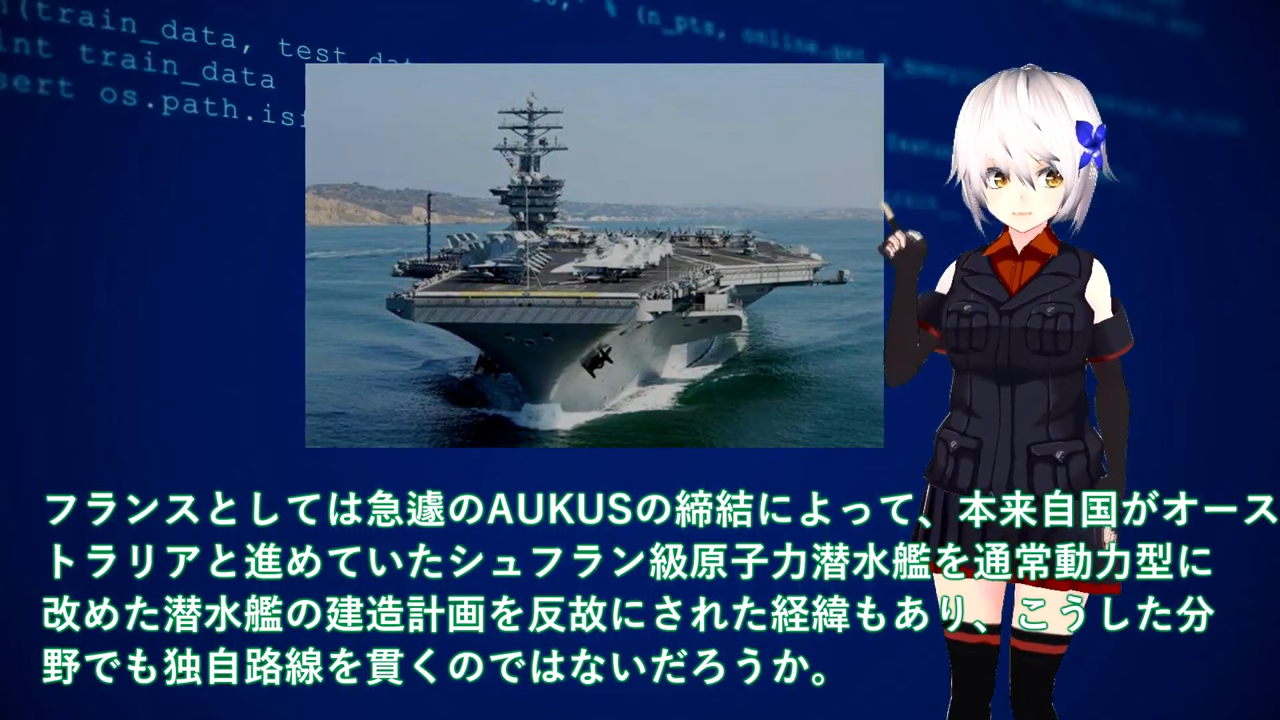 (train_data, test_dat
int train_data
sert os.path.isf
(n_pts,
フランスとしては急遽のAUKUSの締結によって、本来自国がオース
トラリアと進めていたシュフラン級原子力潜水艦を通常動力型に
改めた潜水艦の建造計画を反故にされた経緯もあり、こうした分
野でも独自路線を貫くのではないだろうか。